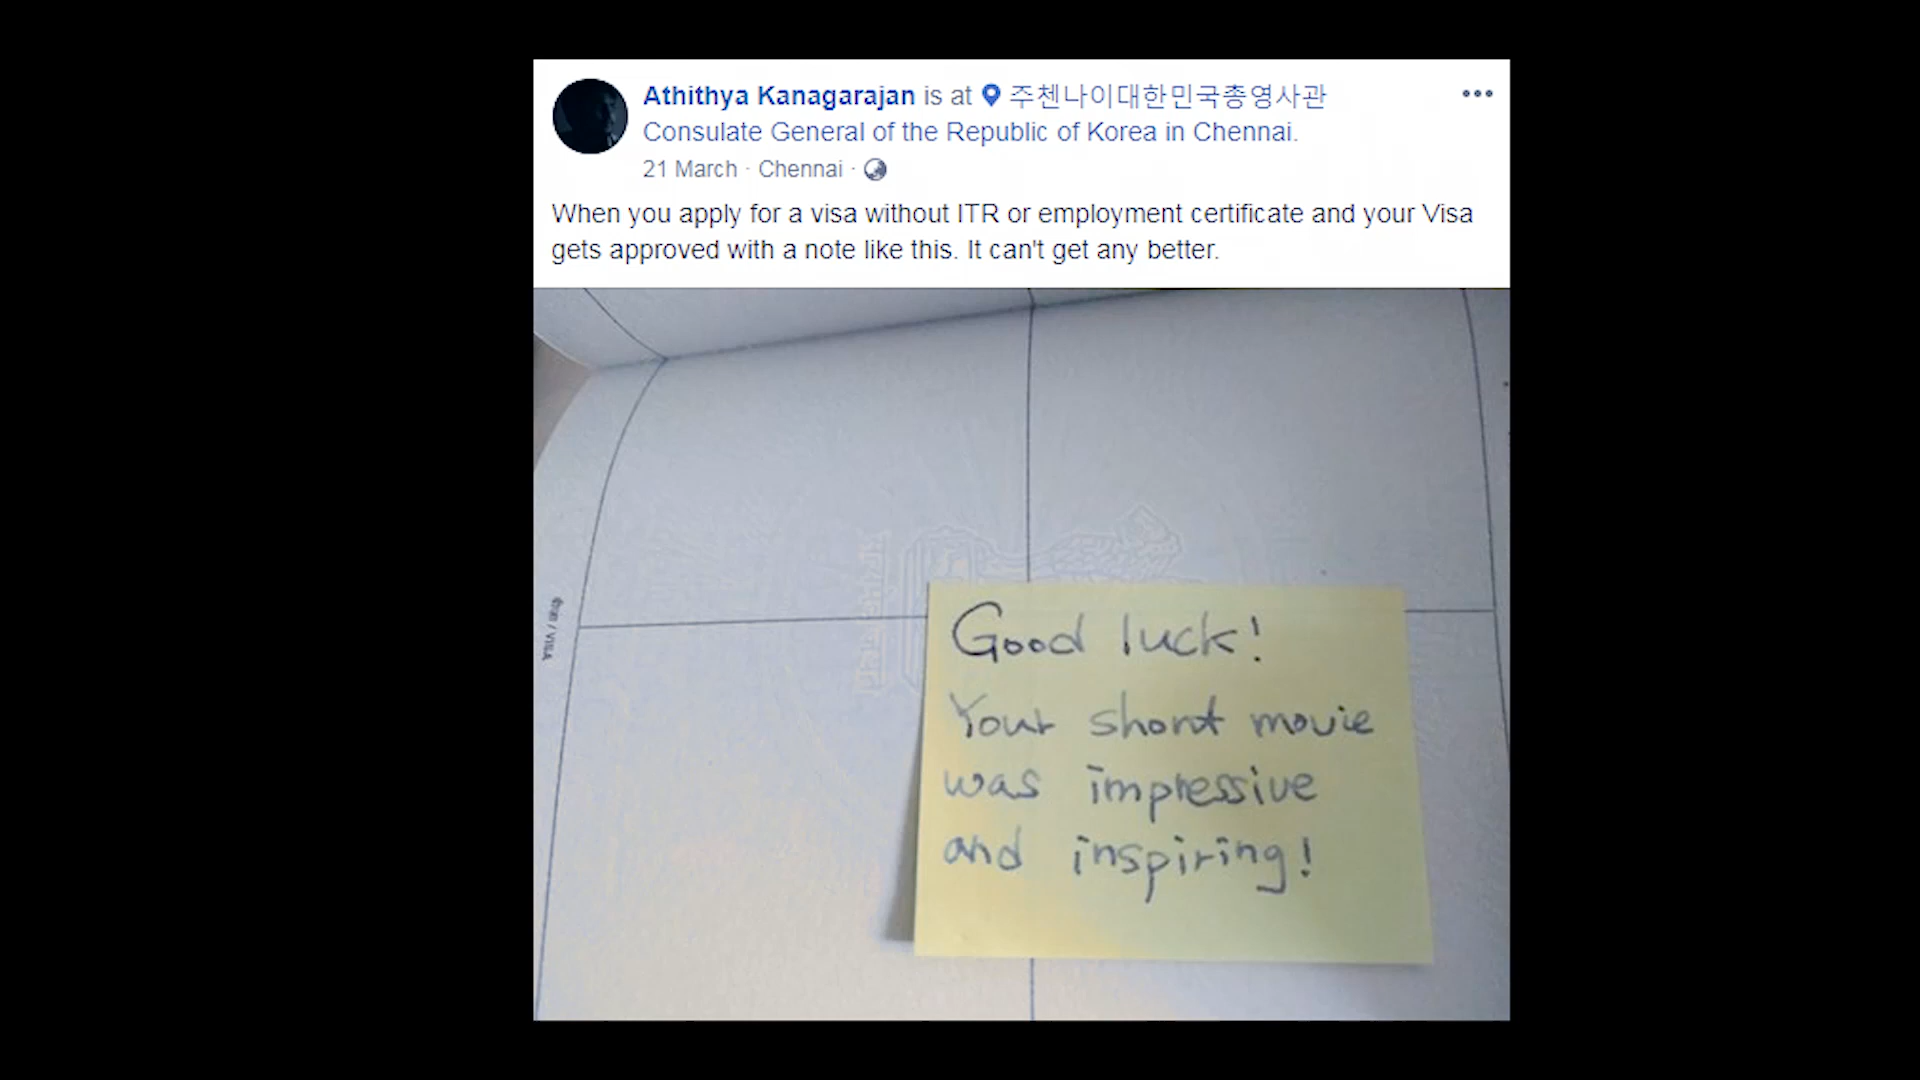 Athithya Kanagarajan is at 주첸나이대한민국총영사관
Consulate General of the Republic of Korea in Chennai.
21 March · Chennai ·
When you apply for a visa without ITR or employment certificate and your Visa
gets approved with a note like this. It can't get any better.
वीज़ा / VISA
Good luck!
Your short movie
was impressive
and inspiring!